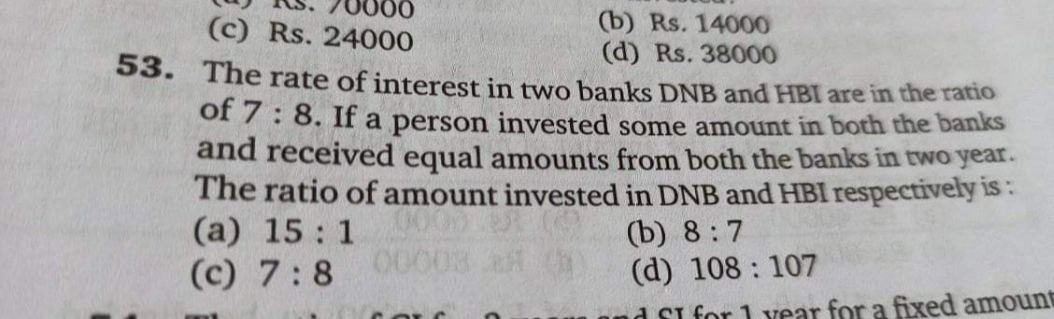 70000
(c) Rs. 24000
(b) Rs. 14000
(d) Rs. 38000
53. The rate of interest in two banks DNB and HBI are in the ratio
of 7 : 8. If a person invested some amount in both the banks
and received equal amounts from both the banks in two year.
The ratio of amount invested in DNB and HBI respectively is :
(a) 15 : 1
(b) 8 : 7
(c) 7 : 8
(d) 108 : 107
and SI for 1 year for a fixed amount